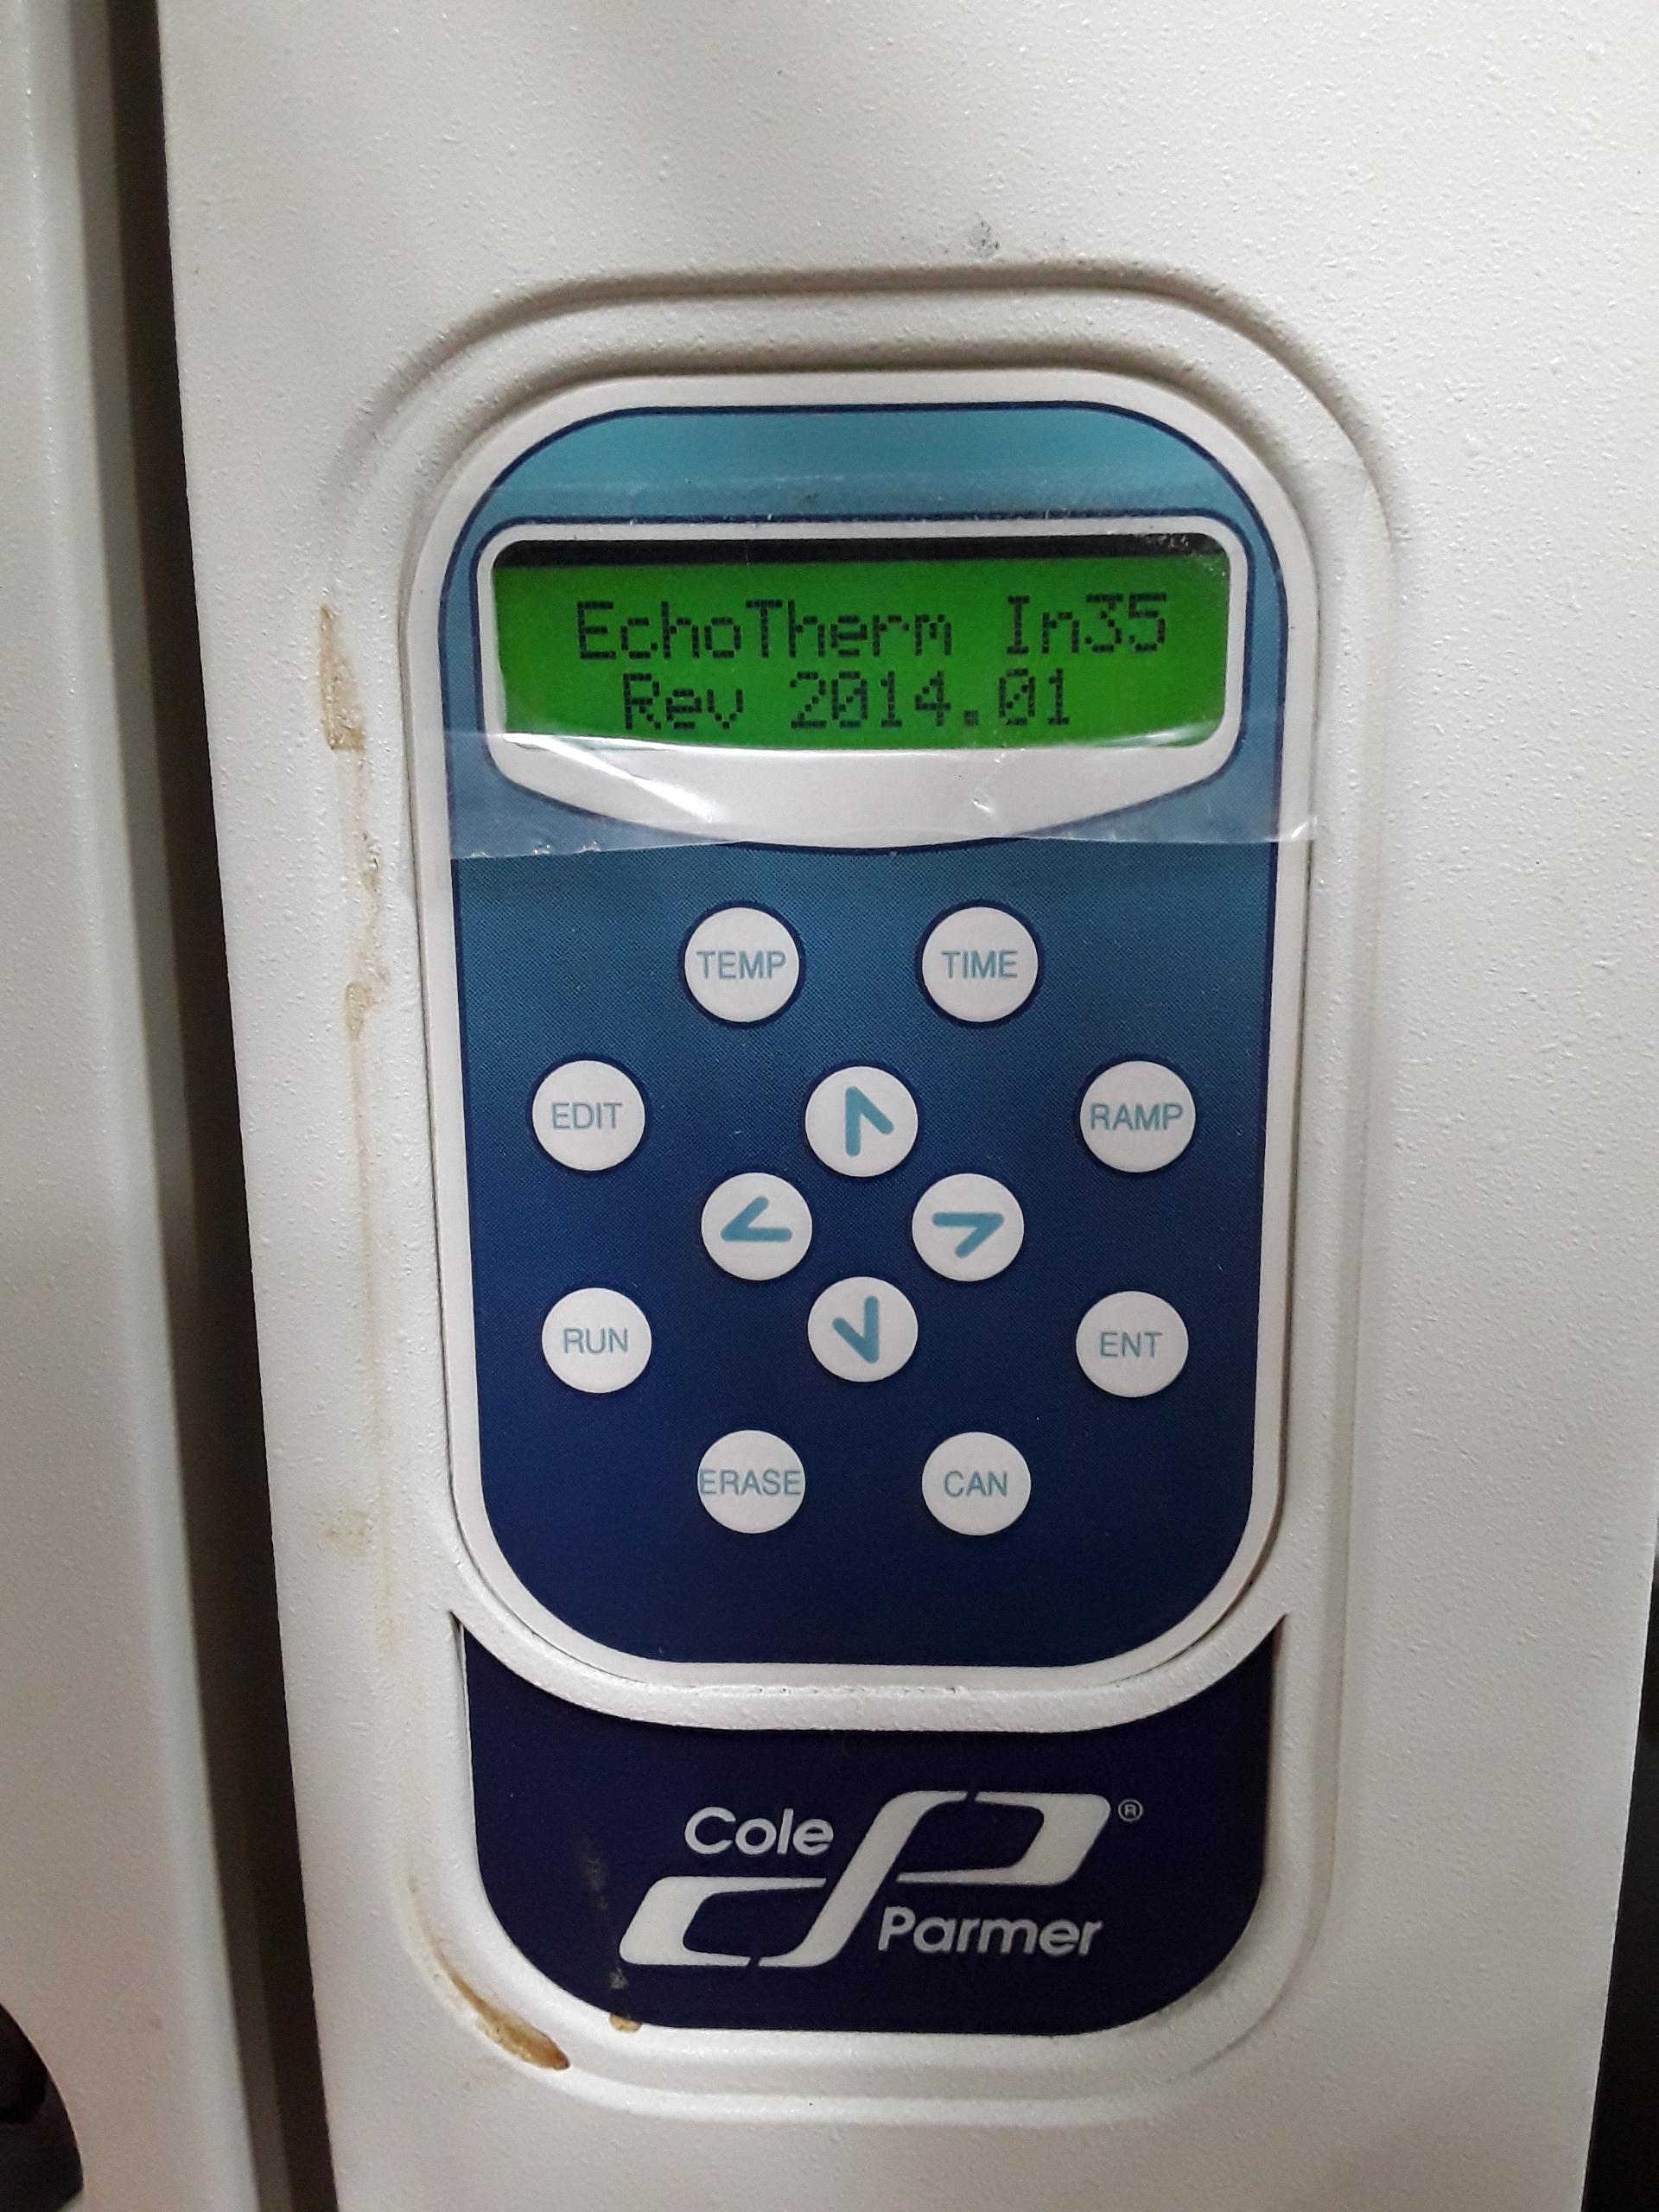 EchoTherm In35
Rev 2014.01
TEMP TIME
EDIT RAMP
RUN ENT
ERASE CAN
Cole
Parmer
®